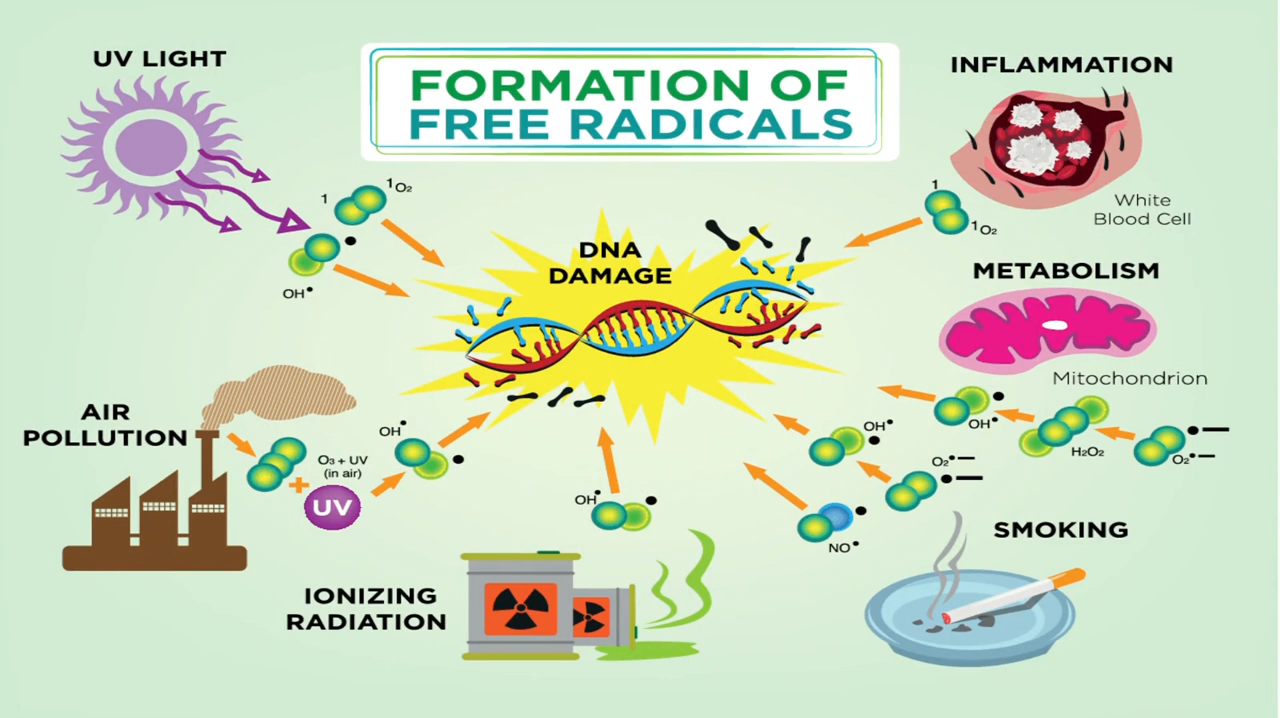 FORMATION OF
FREE RADICALS
UV LIGHT
1
¹O₂
OH•
INFLAMMATION
White
Blood Cell
1
¹O₂
DNA
DAMAGE
METABOLISM
Mitochondrion
OH•
H₂O₂
O₂•–
AIR
POLLUTION
O₃ + UV
(in air)
+
UV
OH•
OH•
OH•
O₂•–
NO•
SMOKING
IONIZING
RADIATION